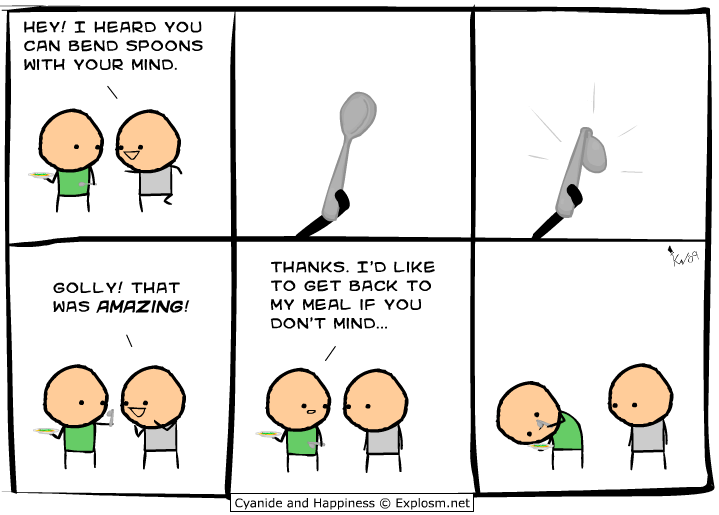 HEY! I HEARD YOU
CAN BEND SPOONS
WITH YOUR MIND.
GOLLY! THAT
WAS AMAZING!
THANKS. I'D LIKE
TO GET BACK TO
MY MEAL IF YOU
DON'T MIND...
Cyanide and Happiness © Explosm.net